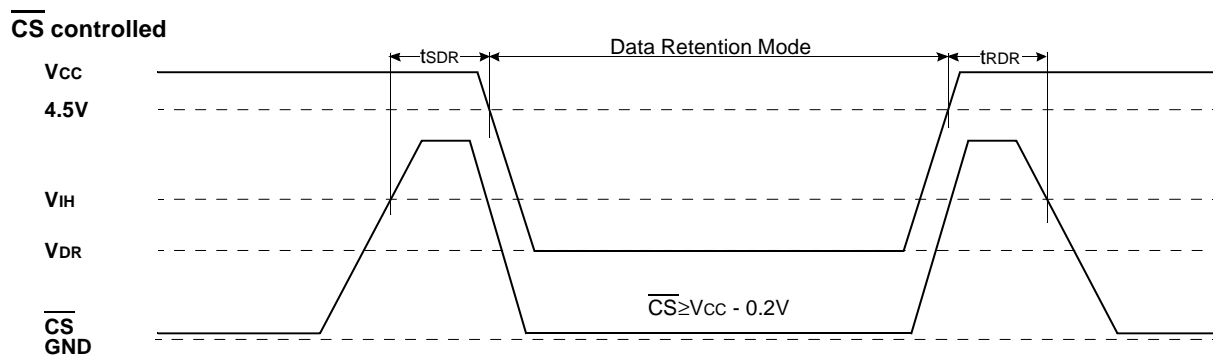 CS controlled
tSDR
Data Retention Mode
tRDR
VCC
4.5V
VIH
VDR
CS≥VCC - 0.2V
CS
GND